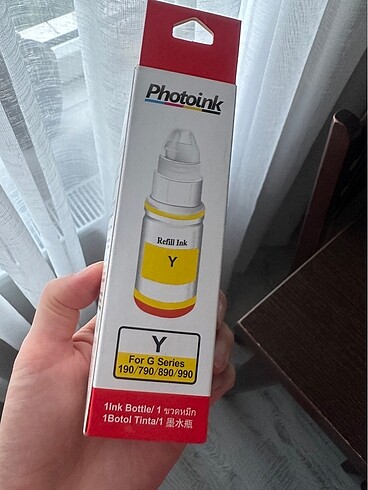 Photoink
Refill Ink
Y
Y
For G Series
190/790/890/990
1Ink Bottle/ 1 ขวดหมึก
1Botol Tinta/1 墨水瓶